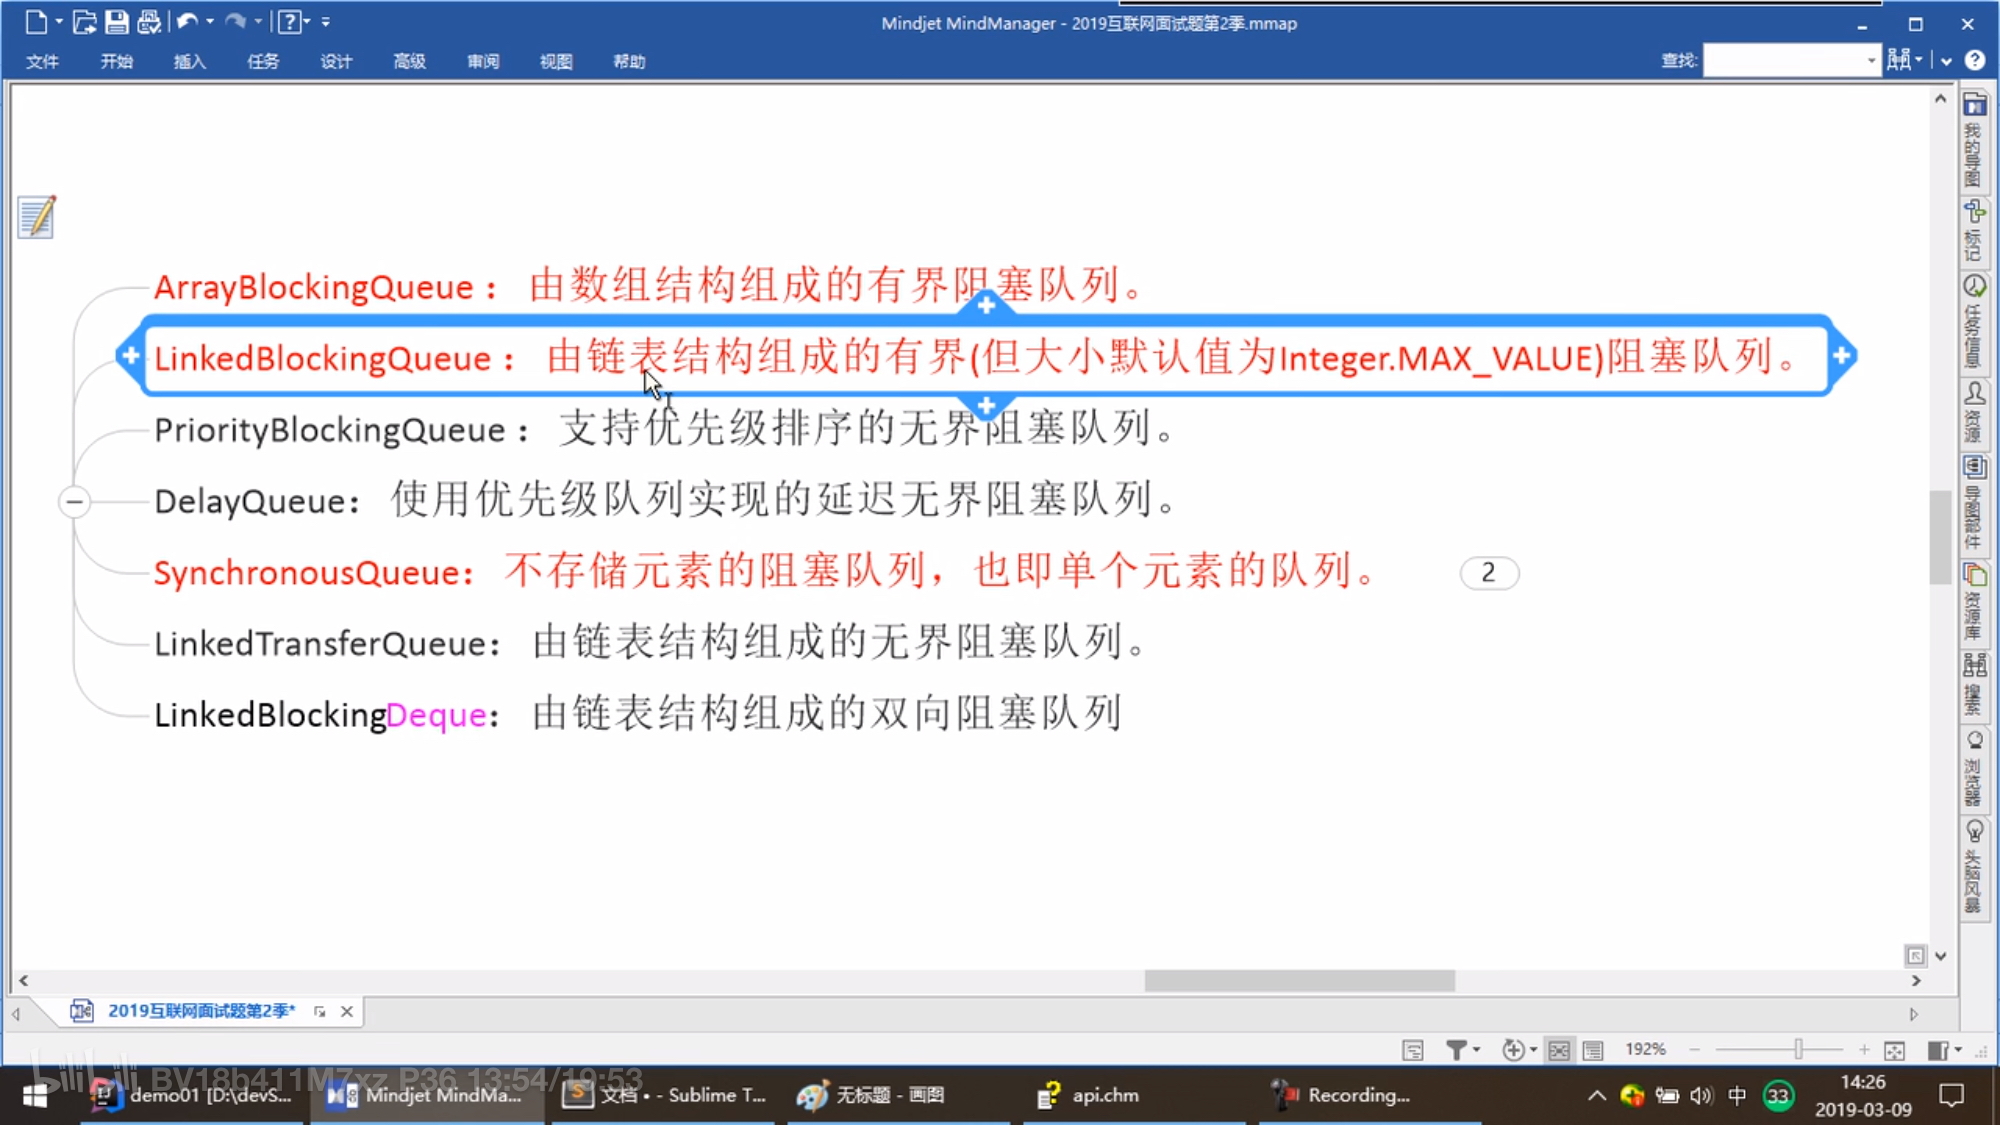 Mindjet MindManager - 2019互联网面试题第2季.mmap
文件 开始 插入 任务 设计 高级 审阅 视图 帮助
查找:
ArrayBlockingQueue： 由数组结构组成的有界阻塞队列。
LinkedBlockingQueue： 由链表结构组成的有界(但大小默认值为Integer.MAX_VALUE)阻塞队列。
PriorityBlockingQueue： 支持优先级排序的无界阻塞队列。
DelayQueue： 使用优先级队列实现的延迟无界阻塞队列。
SynchronousQueue： 不存储元素的阻塞队列，也即单个元素的队列。
2
LinkedTransferQueue： 由链表结构组成的无界阻塞队列。
LinkedBlockingDeque： 由链表结构组成的双向阻塞队列
我的导图
标记
任务信息
资源
导图部件
资源库
搜索
浏览器
头脑风暴
2019互联网面试题第2季*
192%
bilibili BV18b411M7xz P36 13:54/19:53
demo01 [D:\devS...
Mindjet MindMa...
文档 • - Sublime T...
无标题 - 画图
api.chm
Recording...
中
33
14:26
2019-03-09